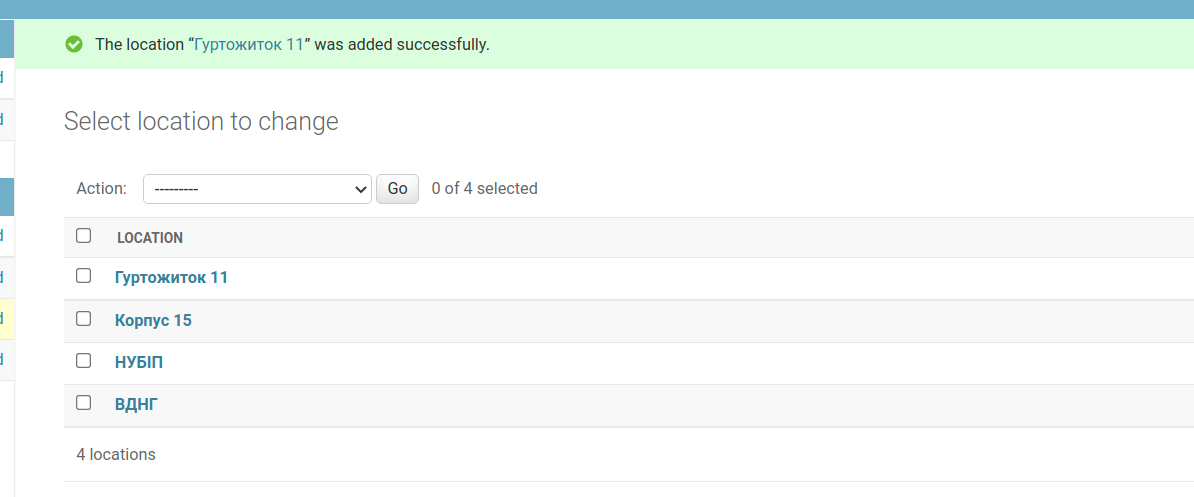 The location “Гуртожиток 11” was added successfully.
Select location to change
Action: --------- Go 0 of 4 selected
LOCATION
Гуртожиток 11
Корпус 15
НУБІП
ВДНГ
4 locations